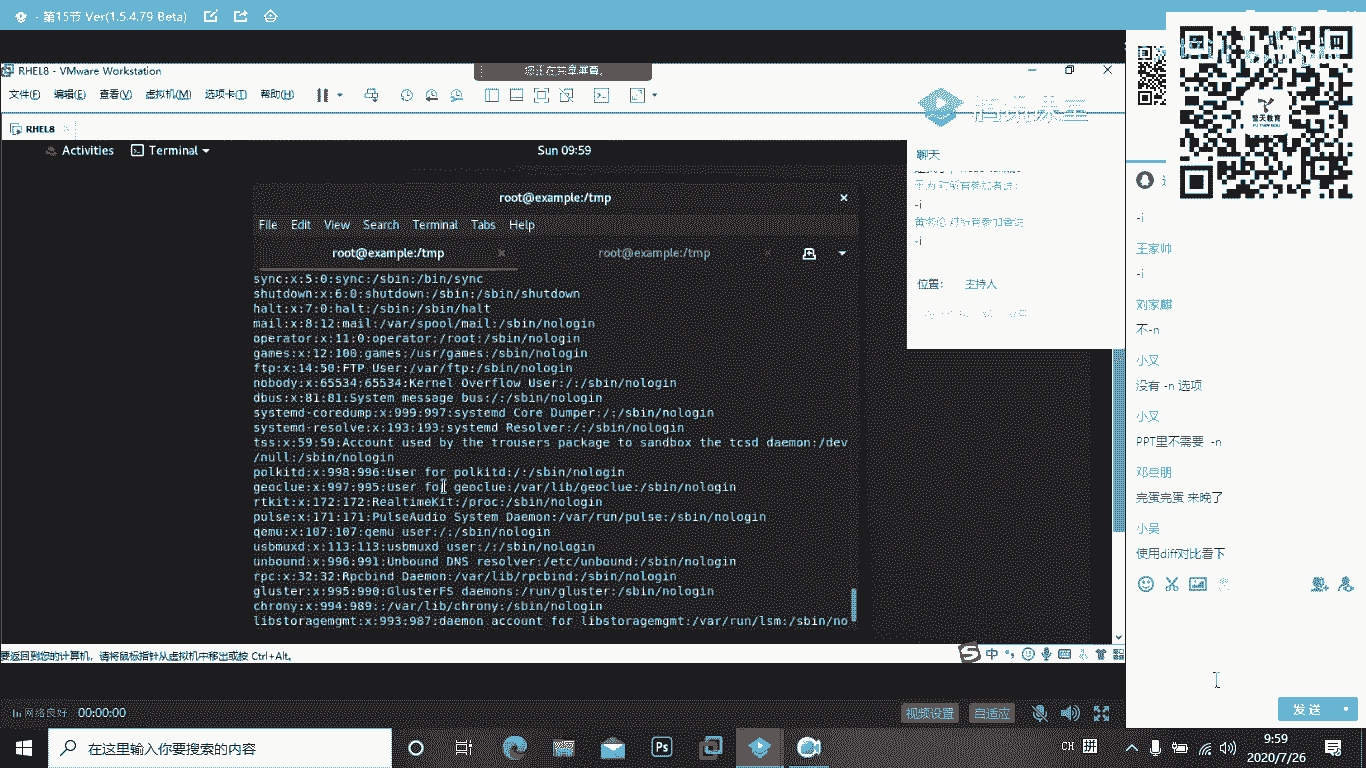 - 第15节 Ver(1.5.4.79 Beta)
RHEL8 - VMware Workstation
您正在共享屏幕。
文件(F) 编辑(E) 查看(V) 虚拟机(M) 选项卡(T) 帮助(H)
RHEL8
Activities Terminal
Sun 09:59
root@example:/tmp
File Edit View Search Terminal Tabs Help
root@example:/tmp root@example:/tmp
sync:x:5:0:sync:/sbin:/bin/sync
shutdown:x:6:0:shutdown:/sbin:/sbin/shutdown
halt:x:7:0:halt:/sbin:/sbin/halt
mail:x:8:12:mail:/var/spool/mail:/sbin/nologin
operator:x:11:0:operator:/root:/sbin/nologin
games:x:12:100:games:/usr/games:/sbin/nologin
ftp:x:14:50:FTP User:/var/ftp:/sbin/nologin
nobody:x:65534:65534:Kernel Overflow User:/:/sbin/nologin
dbus:x:81:81:System message bus:/:/sbin/nologin
systemd-coredump:x:999:997:systemd Core Dumper:/:/sbin/nologin
systemd-resolve:x:193:193:systemd Resolver:/:/sbin/nologin
tss:x:59:59:Account used by the trousers package to sandbox the tcsd daemon:/dev
/null:/sbin/nologin
polkitd:x:998:996:User for polkitd:/:/sbin/nologin
geoclue:x:997:995:User for geoclue:/var/lib/geoclue:/sbin/nologin
rtkit:x:172:172:RealtimeKit:/proc:/sbin/nologin
pulse:x:171:171:PulseAudio System Daemon:/var/run/pulse:/sbin/nologin
qemu:x:107:107:qemu user:/:/sbin/nologin
usbmuxd:x:113:113:usbmuxd user:/:/sbin/nologin
unbound:x:996:991:Unbound DNS resolver:/etc/unbound:/sbin/nologin
rpc:x:32:32:Rpcbind Daemon:/var/lib/rpcbind:/sbin/nologin
gluster:x:995:990:GlusterFS daemons:/run/gluster:/sbin/nologin
chrony:x:994:989::/var/lib/chrony:/sbin/nologin
libstoragemgmt:x:993:987:daemon account for libstoragemgmt:/var/run/lsm:/sbin/no
要返回到您的计算机，请将鼠标指针从虚拟机中移出或按 Ctrl+Alt。
腾讯课堂
聊天
-i
-i
位置： 主持人
誉天教育
-i
王家帅
-i
刘家麒
不-n
小叉
没有 -n 选项
小叉
PPT里不需要 -n
邓岳朋
完蛋完蛋 来晚了
小吴
使用diff对比看下
发 送
网络良好 00:00:00
视频设置 自适应
在这里输入你要搜索的内容
Ps
中
CH 拼
9:59
2020/7/26